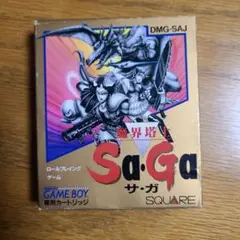 DMG-SAJ
魔界塔士
Sa・Ga
サ・ガ
ロールプレイング
ゲーム
GAME BOY
専用カートリッジ
SQUARE